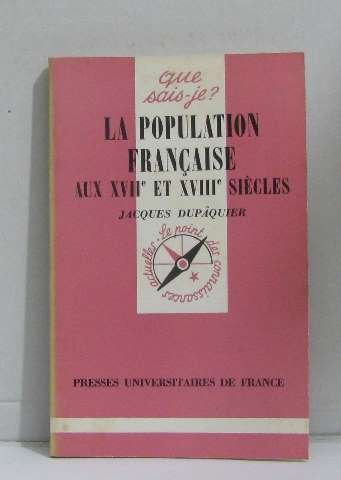 que
sais-je?
LA POPULATION
FRANÇAISE
AUX XVIIe ET XVIIIe SIÈCLES
JACQUES DUPÂQUIER
Le point des connaissances actuelles
PRESSES UNIVERSITAIRES DE FRANCE